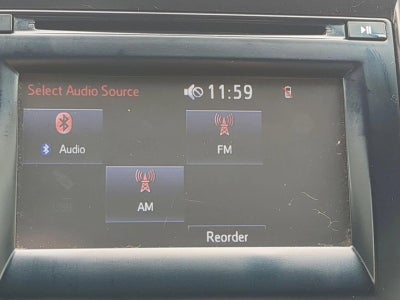 Select Audio Source
11:59
Audio
FM
AM
Reorder